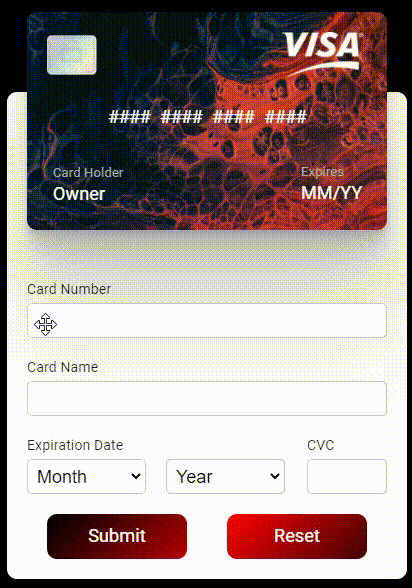 VISA
#### #### #### ####
Card Holder
Expires
Owner
MM/YY
Card Number
Card Name
Expiration Date
CVC
Month
Year
Submit
Reset